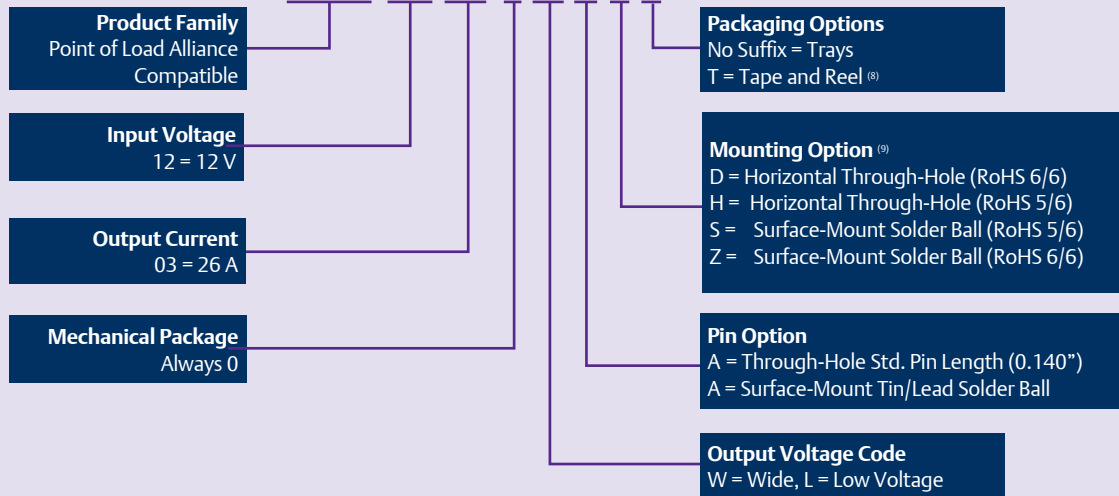 Product Family
Point of Load Alliance
Compatible
Input Voltage
12 = 12 V
Output Current
03 = 26 A
Mechanical Package
Always 0
Packaging Options
No Suffix = Trays
T = Tape and Reel (8)
Mounting Option (9)
D = Horizontal Through-Hole (RoHS 6/6)
H = Horizontal Through-Hole (RoHS 5/6)
S = Surface-Mount Solder Ball (RoHS 5/6)
Z = Surface-Mount Solder Ball (RoHS 6/6)
Pin Option
A = Through-Hole Std. Pin Length (0.140”)
A = Surface-Mount Tin/Lead Solder Ball
Output Voltage Code
W = Wide, L = Low Voltage